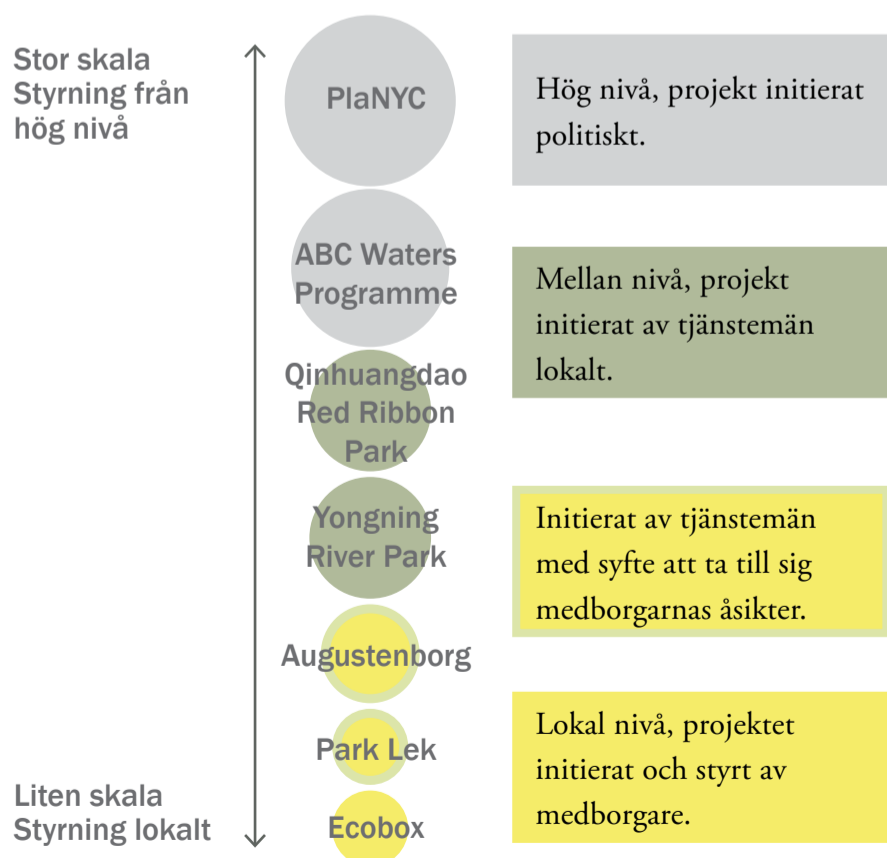 Stor skala
Styrning från
hög nivå
PlaNYC
Hög nivå, projekt initierat
politiskt.
ABC Waters
Programme
Mellan nivå, projekt
initierat av tjänstemän
lokalt.
Qinhuangdao
Red Ribbon
Park
Yongning
River Park
Initierat av tjänstemän
med syfte att ta till sig
medborgarnas åsikter.
Augustenborg
Park Lek
Lokal nivå, projektet
initierat och styrt av
medborgare.
Liten skala
Styrning lokalt
Ecobox